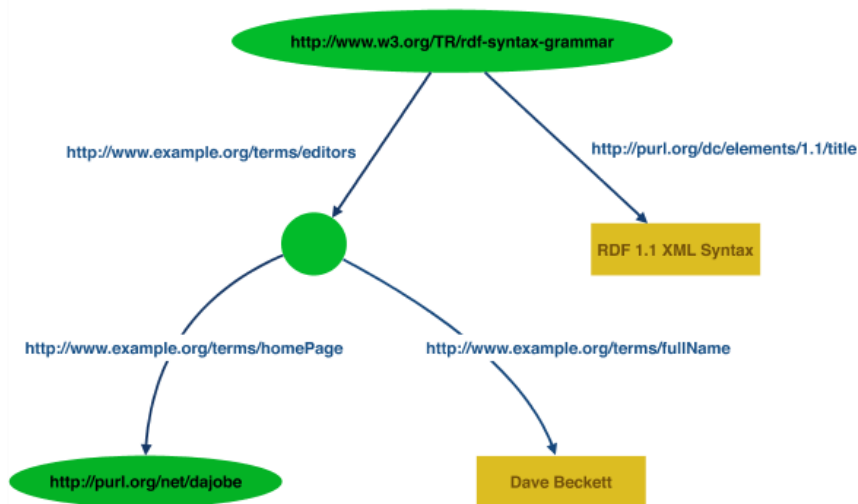 http://www.w3.org/TR/rdf-syntax-grammar
http://www.example.org/terms/editors
http://purl.org/dc/elements/1.1/title
RDF 1.1 XML Syntax
http://www.example.org/terms/homePage
http://www.example.org/terms/fullName
http://purl.org/net/dajobe
Dave Beckett